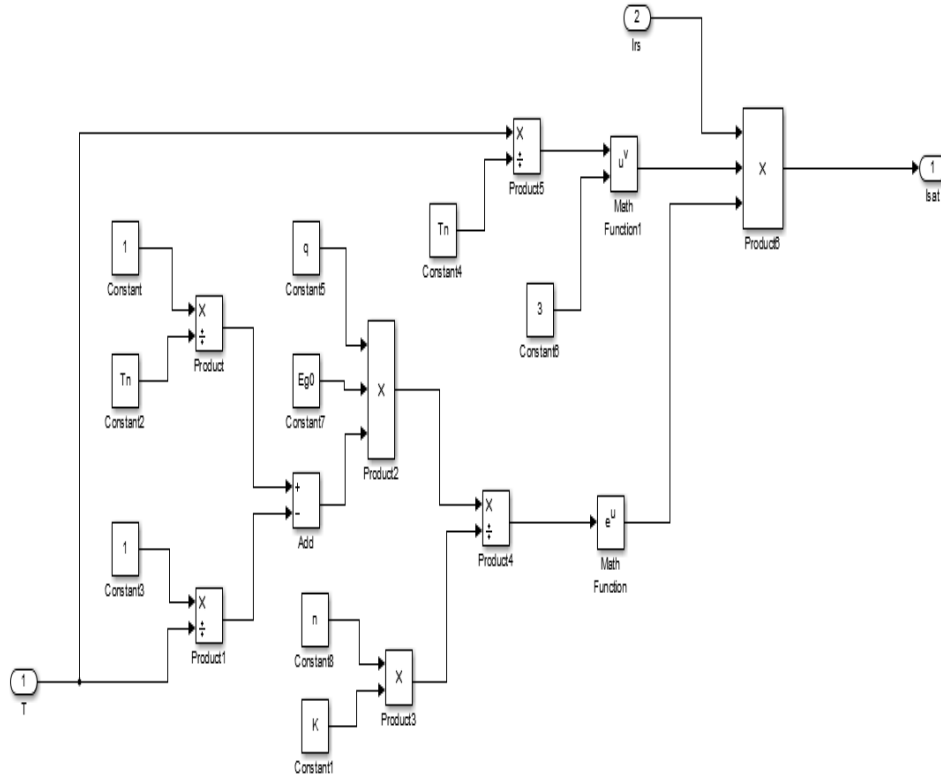 2
Irs
X
÷
Product5
u^v
Math
Function1
X
Product6
1
Isat
Tn
Constant4
1
Constant
q
Constant5
X
÷
Product
3
Constant6
Tn
Constant2
Eg0
Constant7
X
Product2
+
−
Add
X
÷
Product4
e^u
Math
Function
1
Constant3
X
÷
Product1
n
Constant8
X
Product3
K
Constant1
1
T